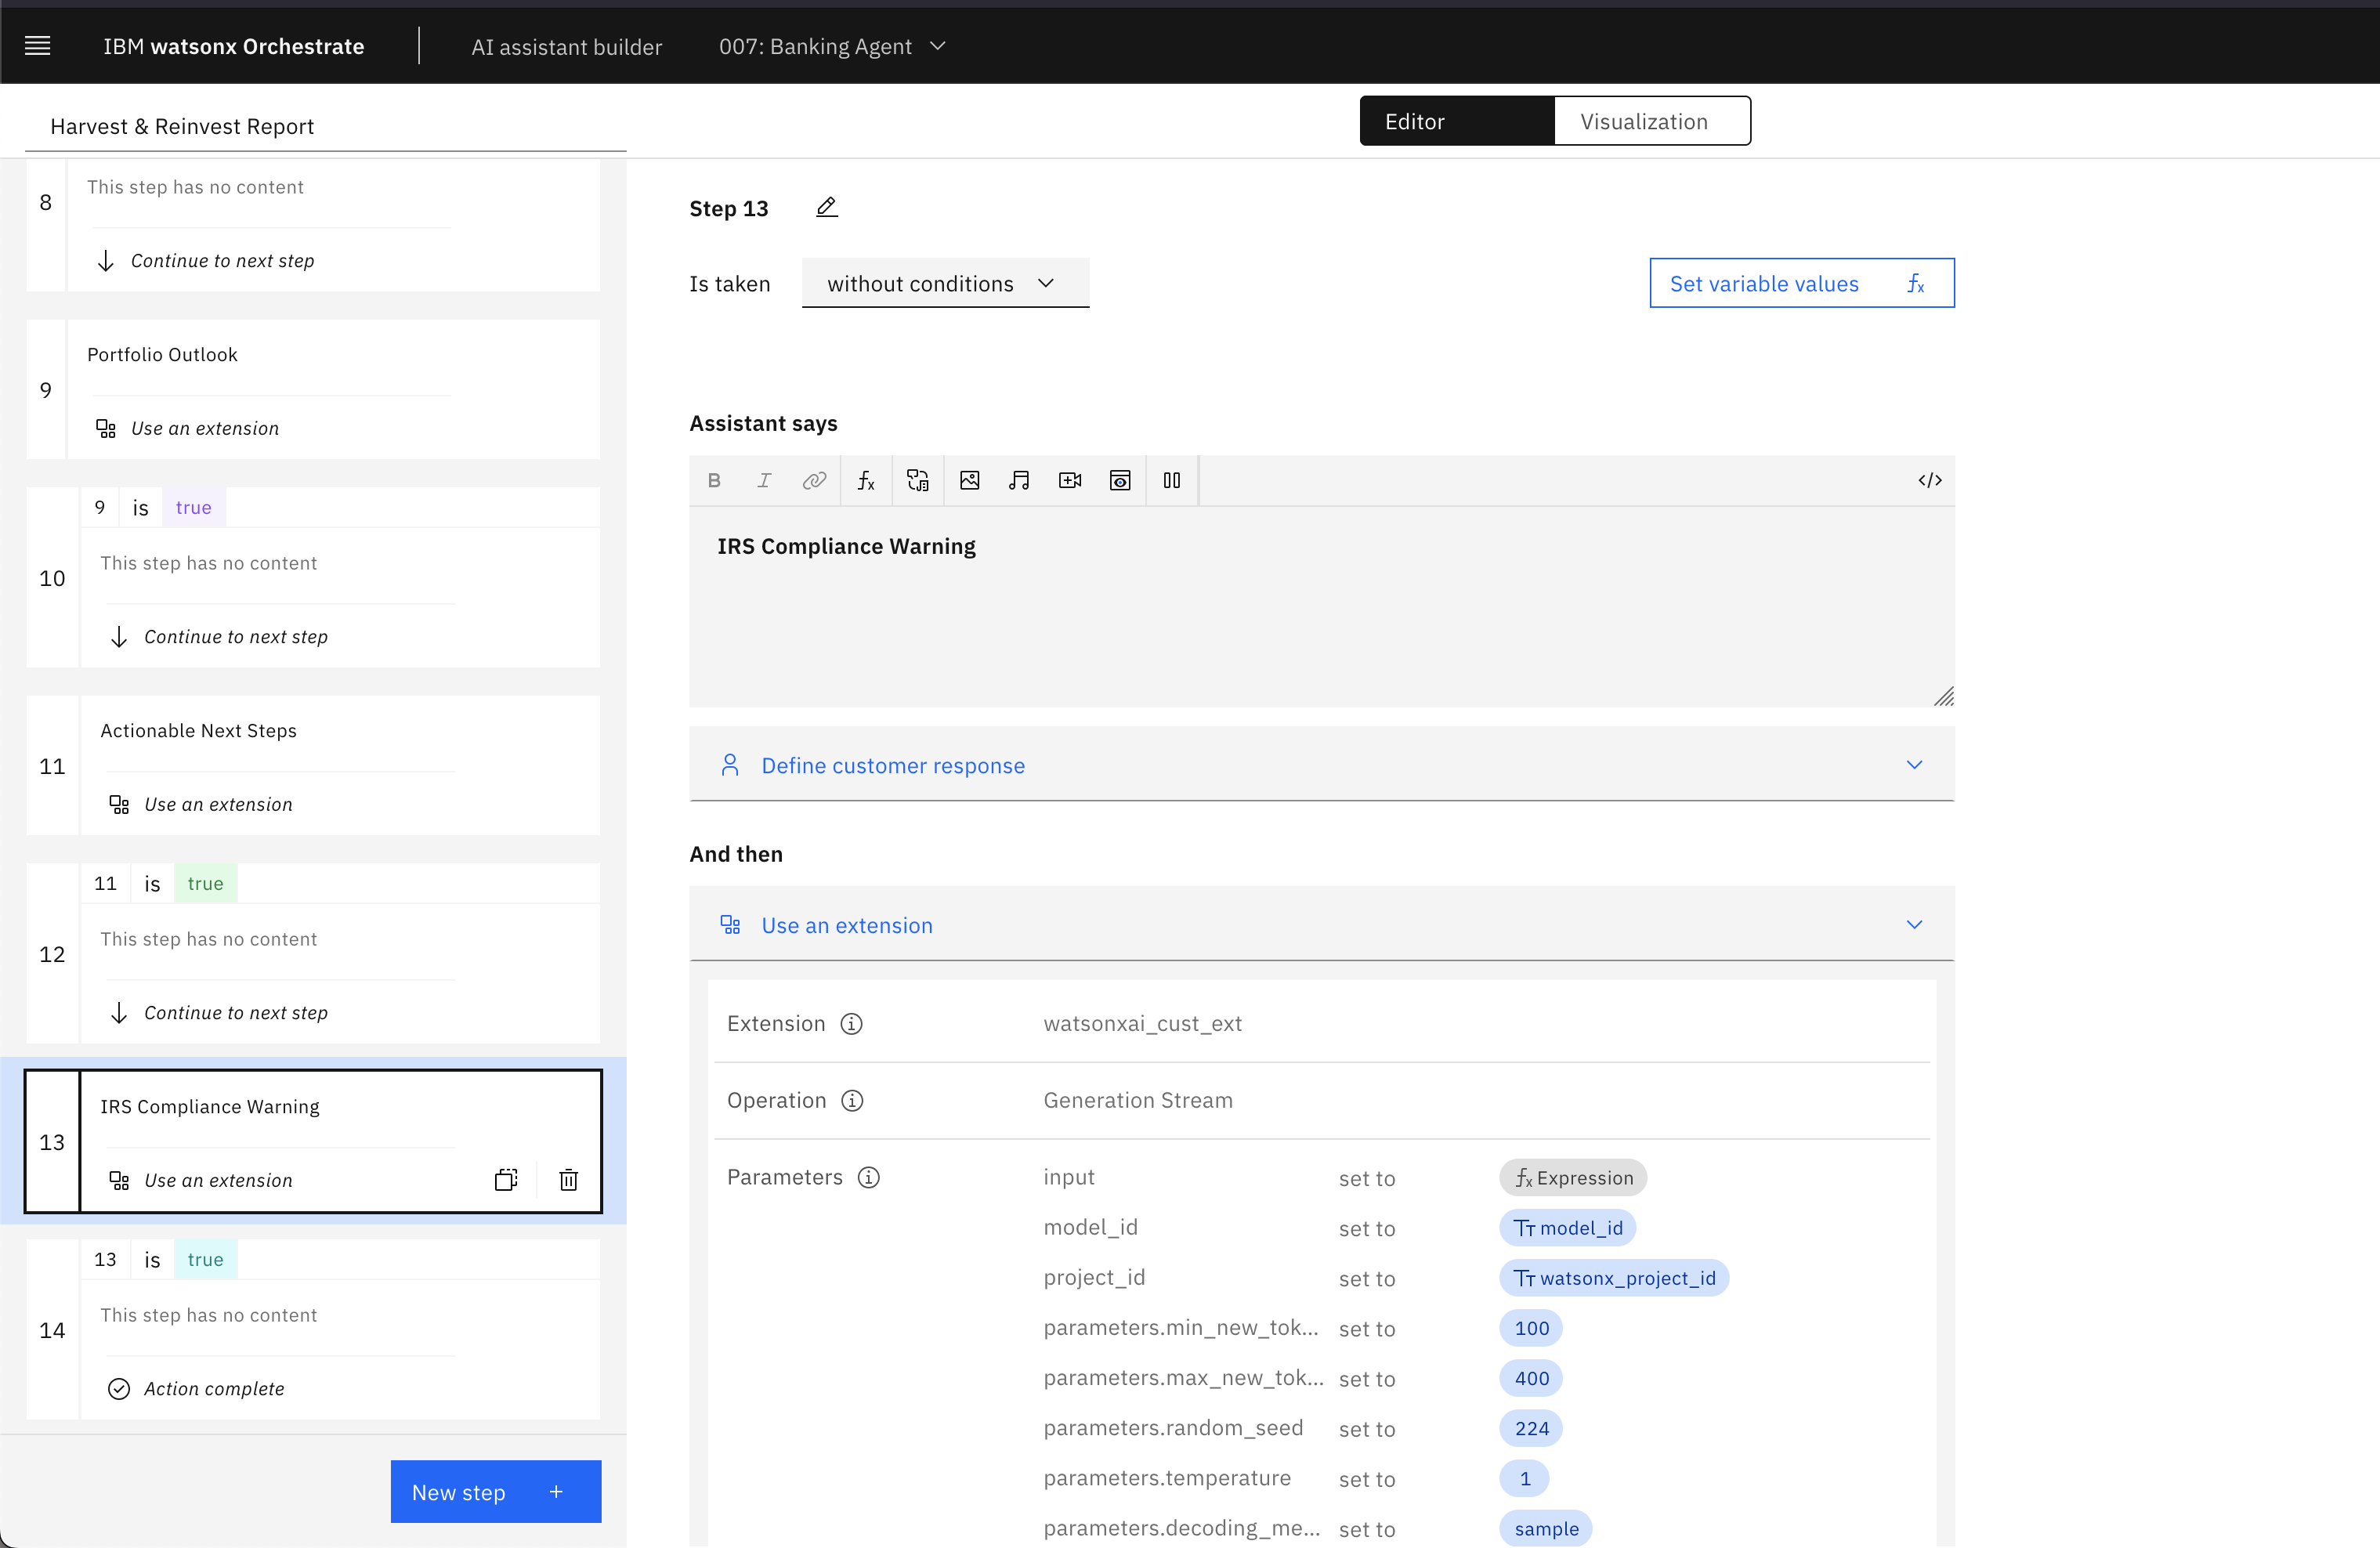 IBM watsonx Orchestrate
AI assistant builder
007: Banking Agent
Harvest & Reinvest Report
Editor
Visualization
8
This step has no content
Continue to next step
9
Portfolio Outlook
Use an extension
9 is true
10
This step has no content
Continue to next step
11
Actionable Next Steps
Use an extension
11 is true
12
This step has no content
Continue to next step
13
IRS Compliance Warning
Use an extension
13 is true
14
This step has no content
Action complete
New step +
Step 13
Is taken without conditions
Set variable values fx
Assistant says
B I fx </>
IRS Compliance Warning
Define customer response
And then
Use an extension
Extension watsonxai_cust_ext
Operation Generation Stream
Parameters input set to fx Expression
model_id set to TT model_id
project_id set to TT watsonx_project_id
parameters.min_new_tok... set to 100
parameters.max_new_tok... set to 400
parameters.random_seed set to 224
parameters.temperature set to 1
parameters.decoding_me... set to sample